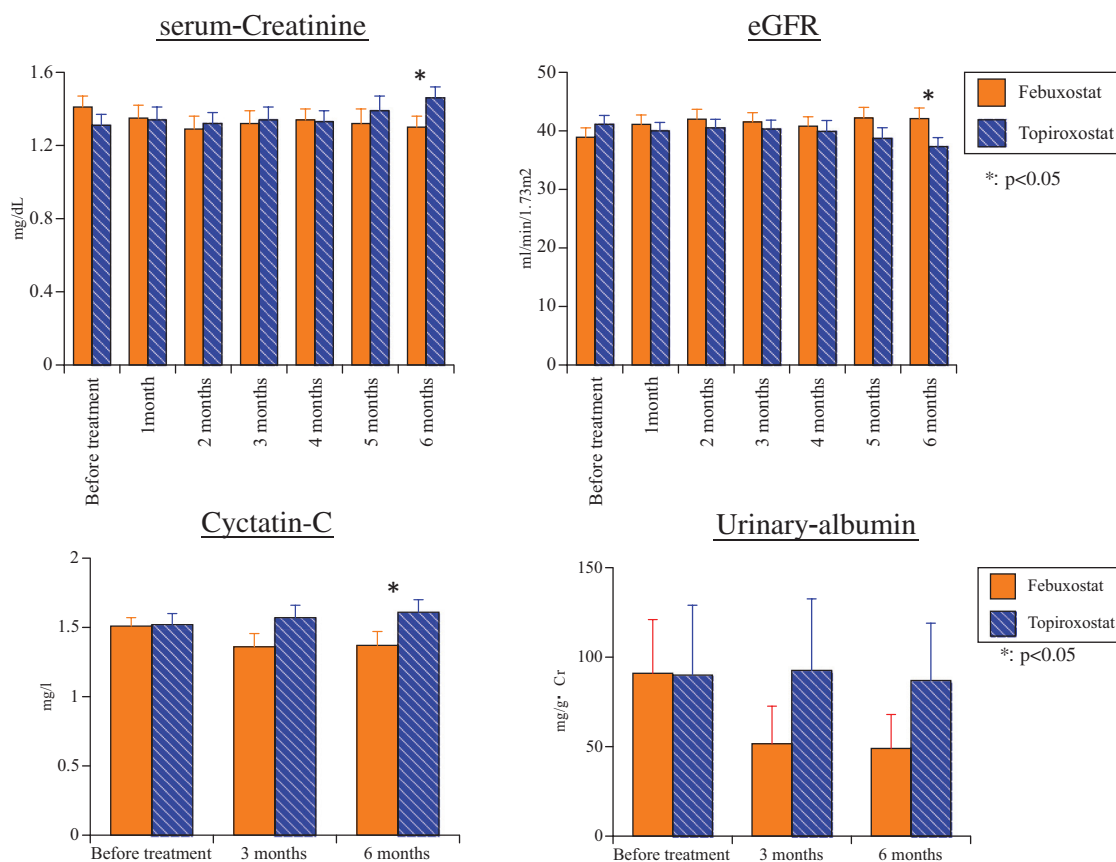 serum-Creatinine
1.6
1.2
0.8
0.4
0
mg/dL
*
Before treatment
1month
2 months
3 months
4 months
5 months
6 months
eGFR
50
40
30
20
10
0
ml/min/1.73m2
*
Before treatment
1month
2 months
3 months
4 months
5 months
6 months
Febuxostat
Topiroxostat
*: p<0.05
Cyctatin-C
2
1.5
1
0.5
0
mg/l
*
Before treatment
3 months
6 months
Urinary-albumin
150
100
50
0
mg/g• Cr
Before treatment
3 months
6 months
Febuxostat
Topiroxostat
*: p<0.05